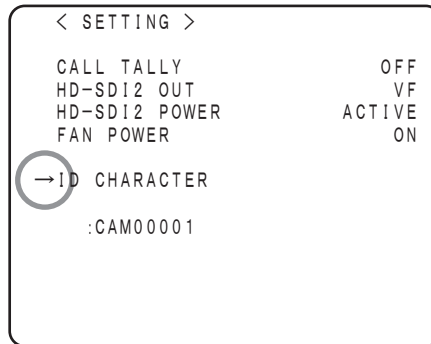 < SETTING >
CALL TALLY OFF
HD-SDI2 OUT VF
HD-SDI2 POWER ACTIVE
FAN POWER ON
→ID CHARACTER
:CAM00001